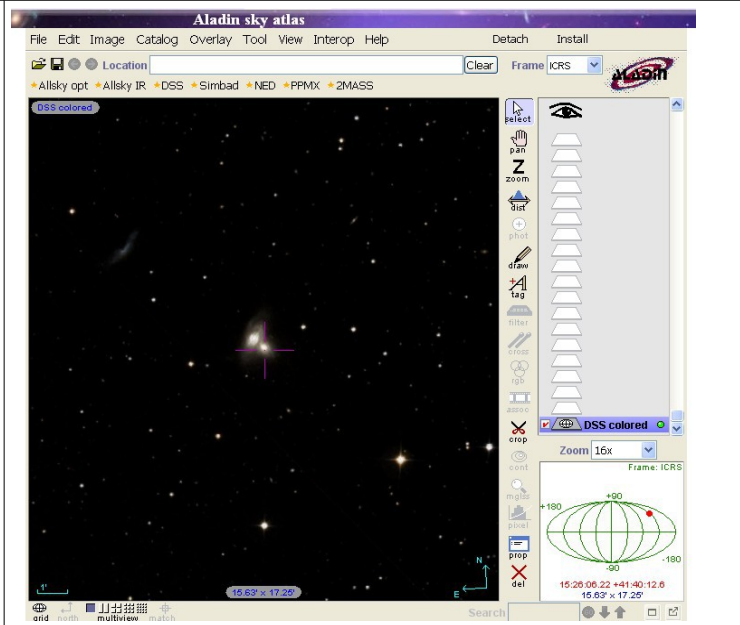 Aladin sky atlas
File Edit Image Catalog Overlay Tool View Interop Help Detach Install
Location Clear Frame ICRS ALADIN
Allsky opt Allsky IR DSS Simbad NED PPMX 2MASS
DSS colored
select
pan
Z
zoom
dist
phot
draw
A
tag
filter
cross
rgb
assoc
crop
cont
mglss
pixel
prop
del
DSS colored
Zoom 16x
Frame: ICRS
+90
+180
-180
-90
15:26:06.22 +41:40:12.6
15.63' x 17.25'
1'
15.63' x 17.25'
N
E
grid north multiview match Search